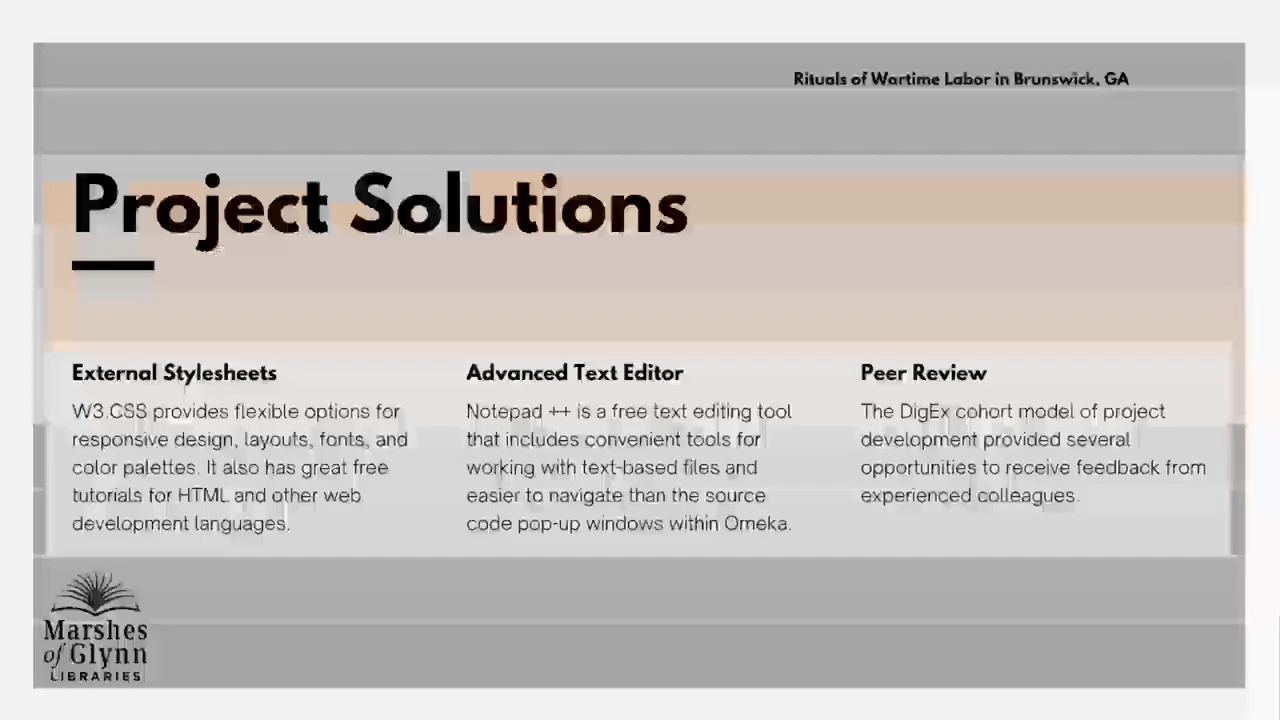 Rituals of Wartime Labor in Brunswick, GA
Project Solutions
External Stylesheets
W3.CSS provides flexible options for
responsive design, layouts, fonts, and
color palettes. It also has great free
tutorials for HTML and other web
development languages.
Advanced Text Editor
Notepad ++ is a free text editing tool
that includes convenient tools for
working with text-based files and
easier to navigate than the source
code pop-up windows within Omeka.
Peer Review
The DigEx cohort model of project
development provided several
opportunities to receive feedback from
experienced colleagues.
Marshes
of Glynn
LIBRARIES